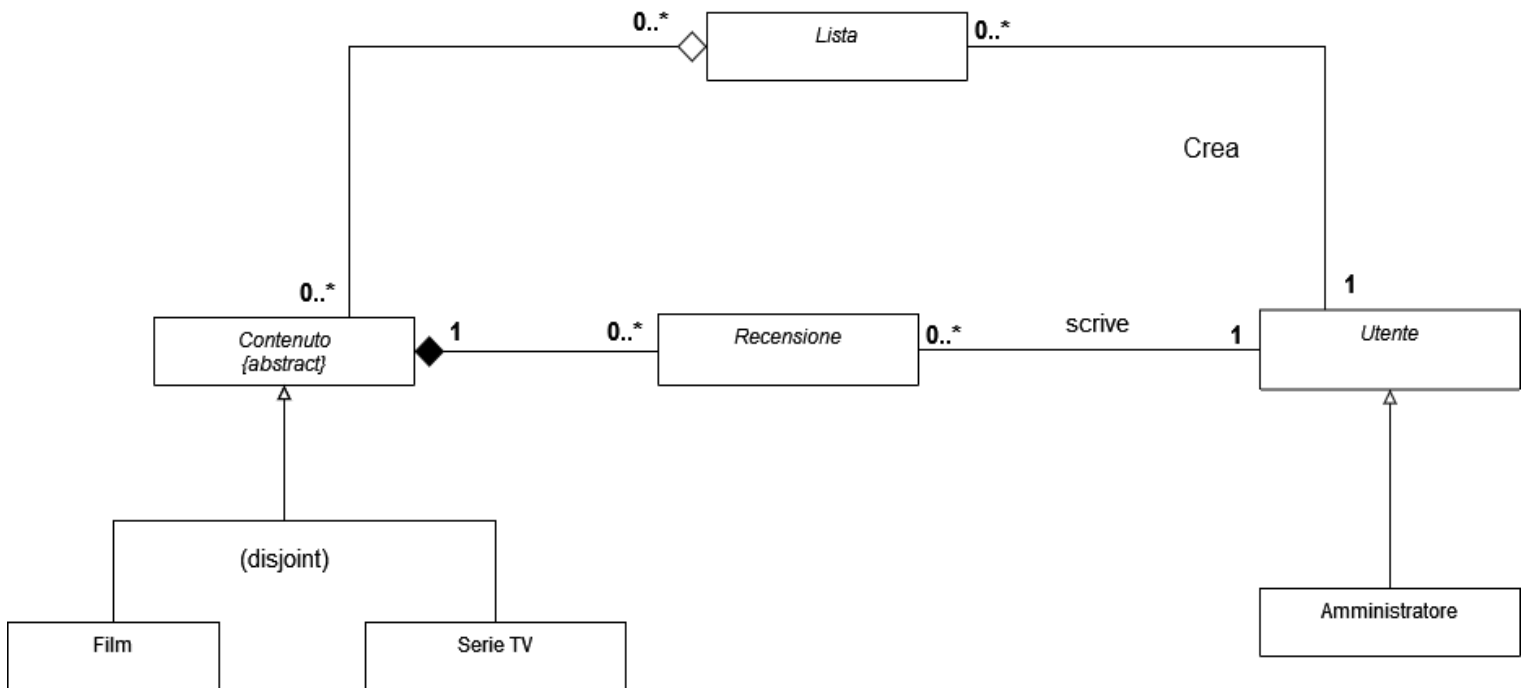 0..*
Lista
0..*
Crea
0..*
1
Contenuto
{abstract}
1
0..*
Recensione
0..*
scrive
1
Utente
(disjoint)
Film
Serie TV
Amministratore